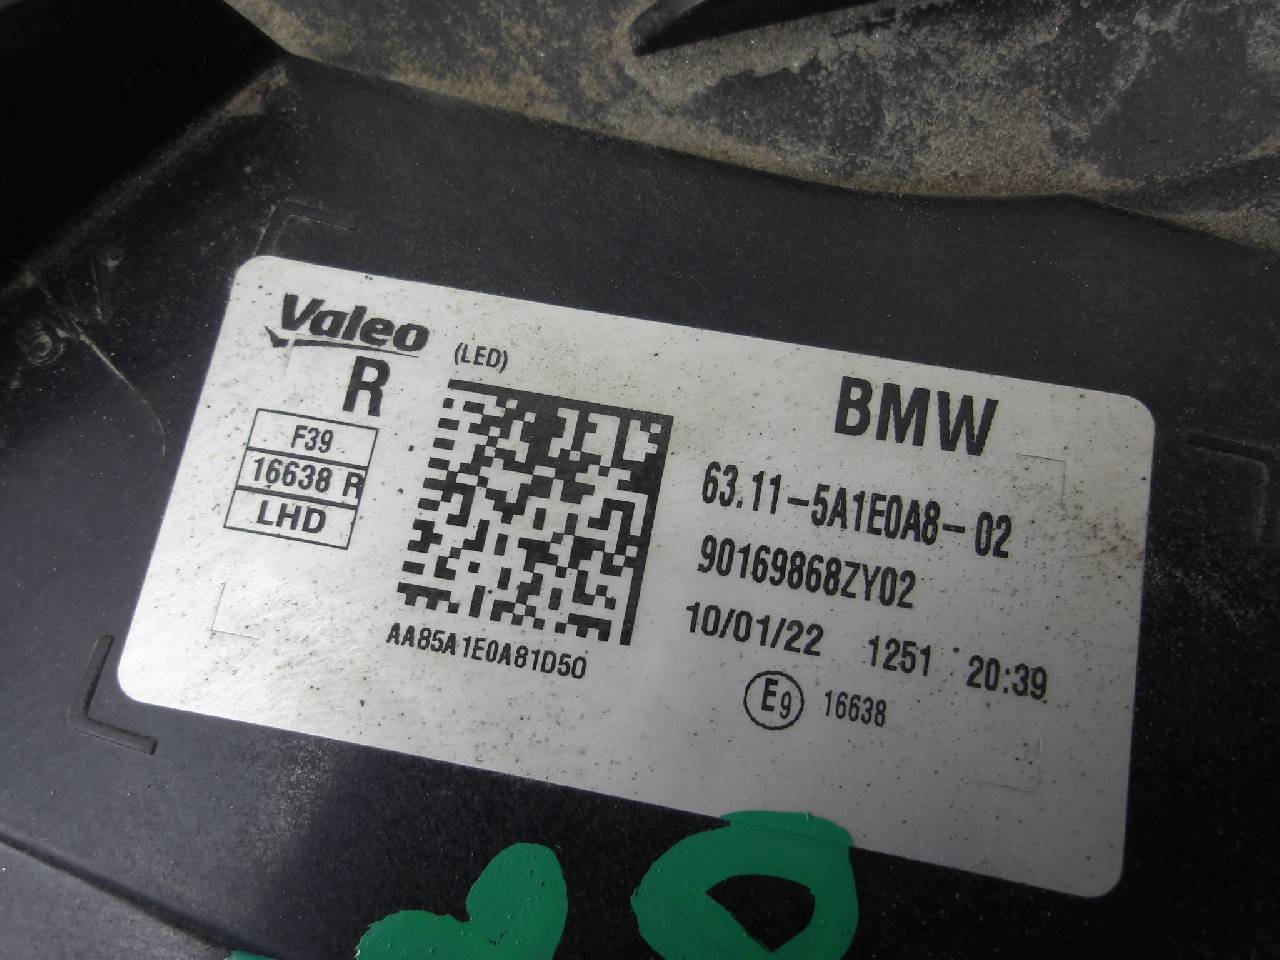 Valeo
(LED)
R
F39
16638 R
LHD
AA85A1E0A81D50
BMW
63.11-5A1E0A8-02
90169868ZY02
10/01/22 1251 20:39
E9 16638